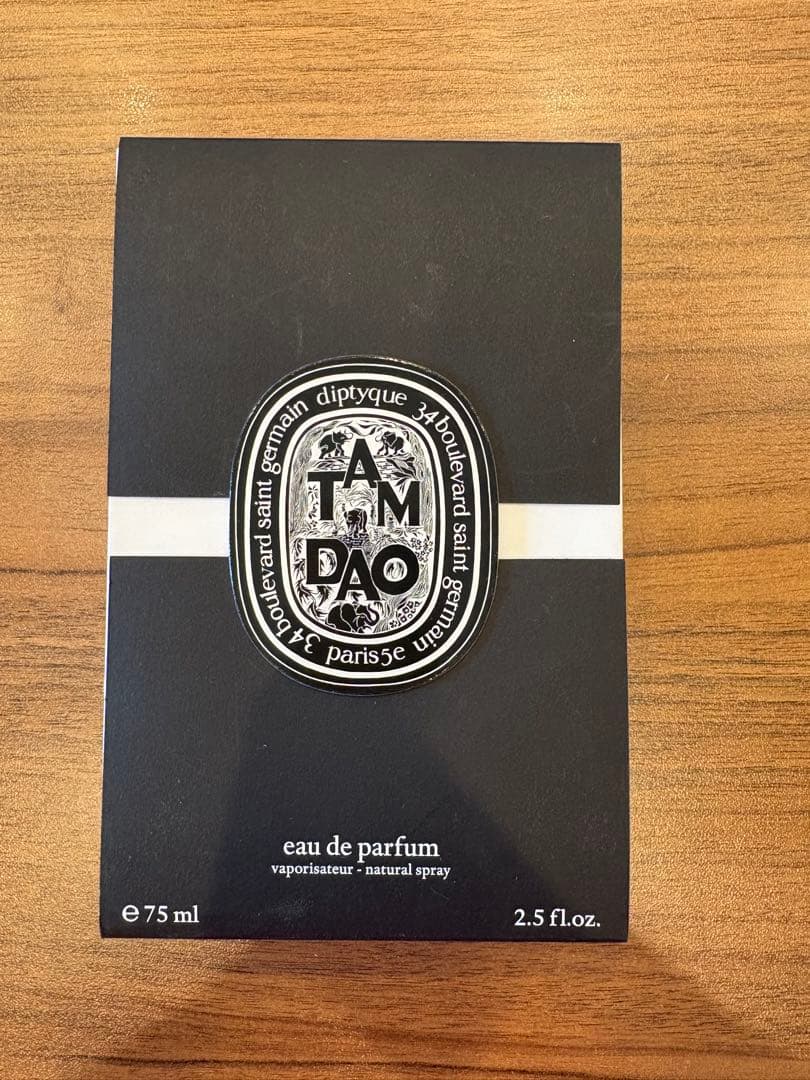 diptyque 34 boulevard saint germain paris 5e 34 boulevard saint germain
TAM
DAO
eau de parfum
vaporisateur - natural spray
℮ 75 ml
2.5 fl.oz.